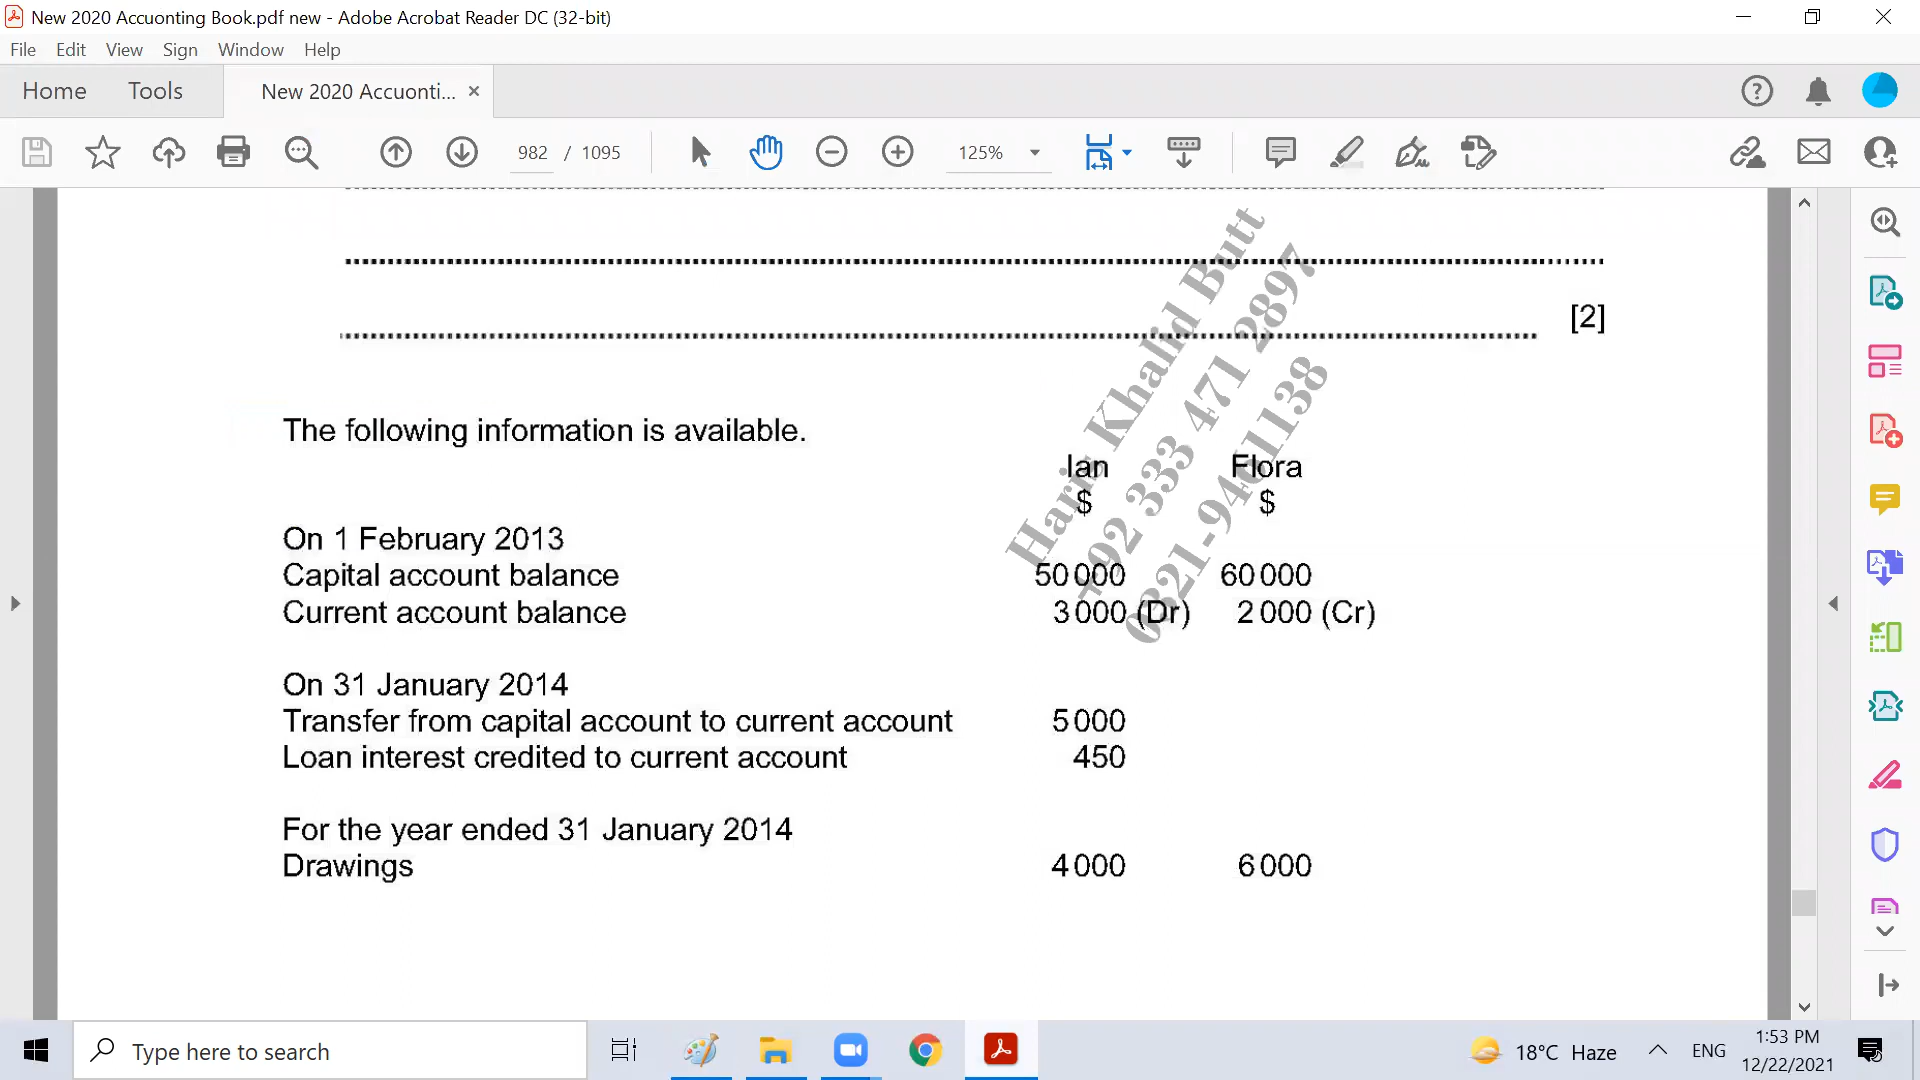 New 2020 Accuonting Book.pdf new - Adobe Acrobat Reader DC (32-bit)
File Edit View Sign Window Help
Home Tools New 2020 Accuonti... ×
982 / 1095 125%
[2]
The following information is available.
Ian Flora
$ $
On 1 February 2013
Capital account balance 50 000 60 000
Current account balance 3 000 (Dr) 2 000 (Cr)
On 31 January 2014
Transfer from capital account to current account 5 000
Loan interest credited to current account 450
For the year ended 31 January 2014
Drawings 4 000 6 000
Haris Khalid Butt
+92 333 471 2897
0321-9461138
Type here to search
18°C Haze ENG 1:53 PM
12/22/2021